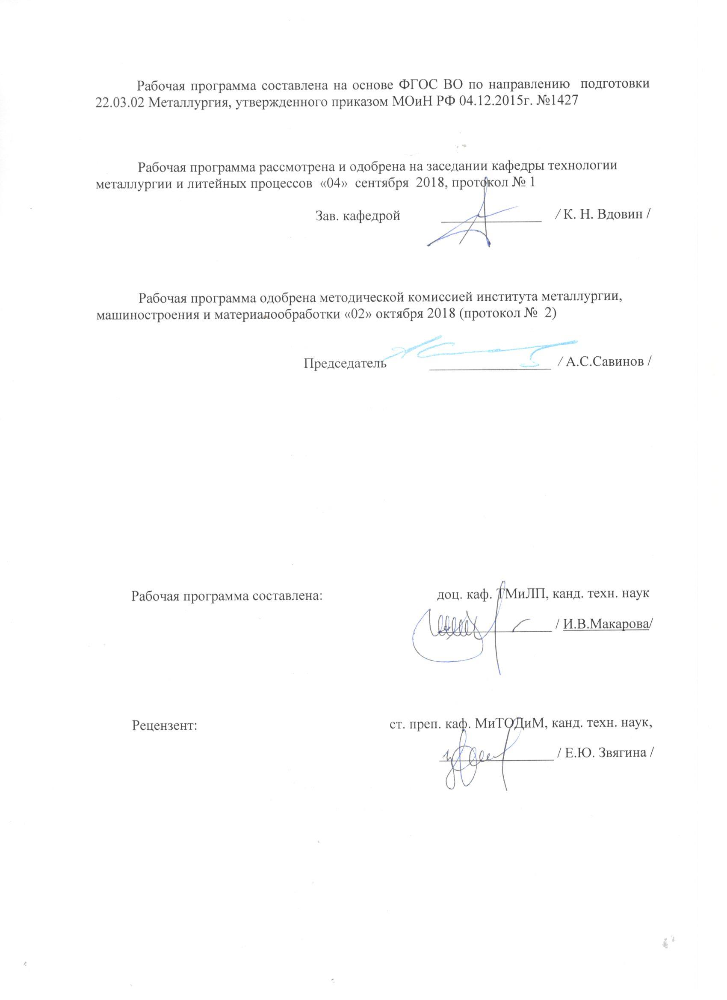 Рабочая программа составлена на основе ФГОС ВО по направлению подготовки
22.03.02 Металлургия, утвержденного приказом МОиН РФ 04.12.2015г. №1427
Рабочая программа рассмотрена и одобрена на заседании кафедры технологии
металлургии и литейных процессов «04» сентября 2018, протокол № 1
Зав. кафедрой ________________ / К. Н. Вдовин /
Рабочая программа одобрена методической комиссией института металлургии,
машиностроения и материалообработки «02» октября 2018 (протокол № 2)
Председатель ________________ / А.С.Савинов /
Рабочая программа составлена: доц. каф. ТМиЛП, канд. техн. наук
________________ / И.В.Макарова/
Рецензент: ст. преп. каф. МиТОДиМ, канд. техн. наук,
________________ / Е.Ю. Звягина /